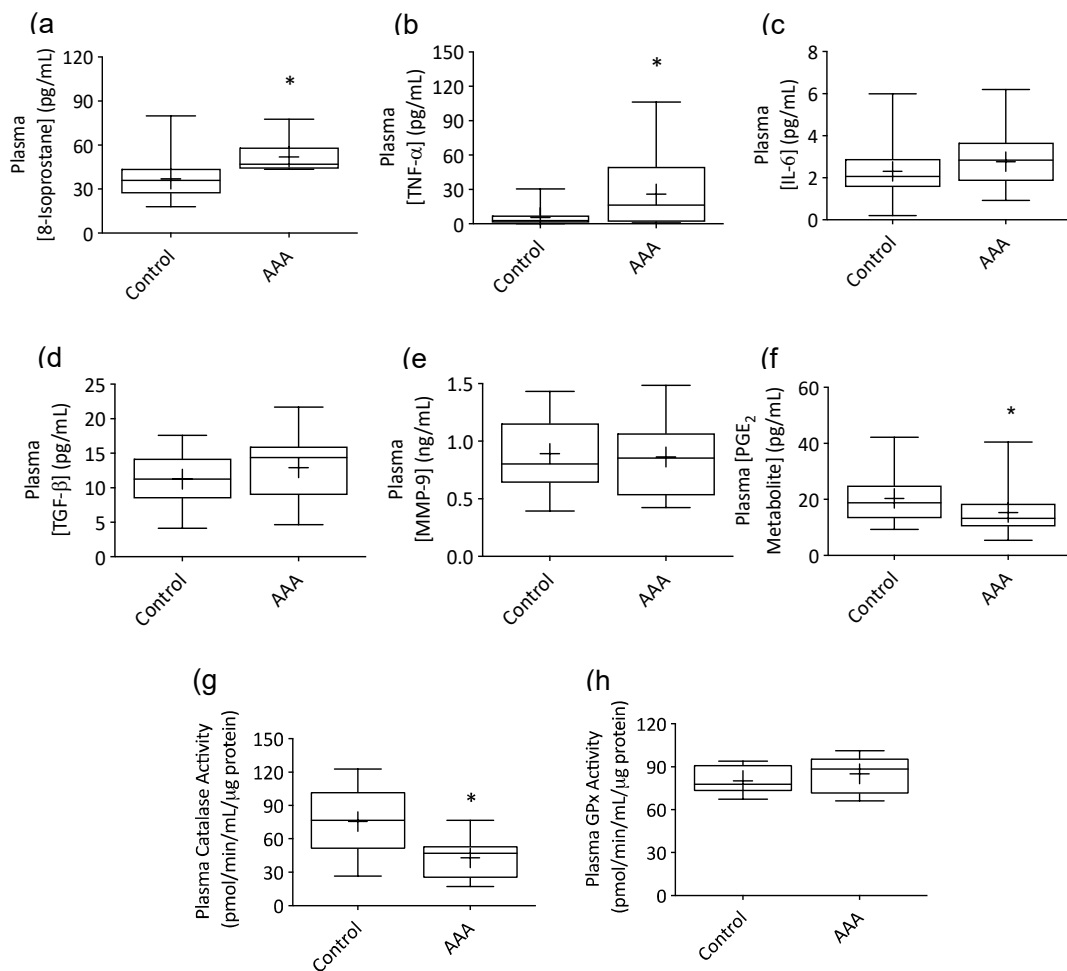 (a)
Plasma
[8-Isoprostane] (pg/mL)
120
90
60
30
0
*
Control
AAA
(b)
Plasma
[TNF-α] (pg/mL)
150
120
90
60
30
0
*
Control
AAA
(c)
Plasma
[IL-6] (pg/mL)
8
6
4
2
0
Control
AAA
(d)
Plasma
[TGF-β] (pg/mL)
25
20
15
10
5
0
Control
AAA
(e)
Plasma
[MMP-9] (ng/mL)
1.5
1.0
0.5
0.0
Control
AAA
(f)
Plasma [PGE₂
Metabolite] (pg/mL)
60
40
20
0
*
Control
AAA
(g)
Plasma Catalase Activity
(pmol/min/mL/μg protein)
150
120
90
60
30
0
*
Control
AAA
(h)
Plasma GPx Activity
(pmol/min/mL/μg protein)
120
90
60
30
0
Control
AAA